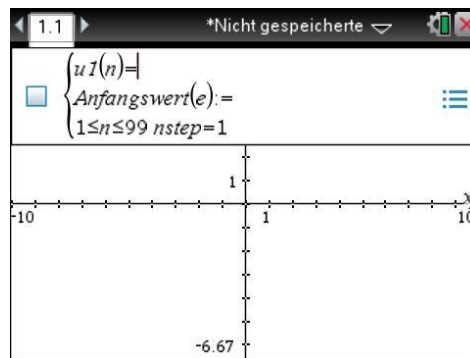 1.1 *Nicht gespeicherte
u1(n)=
Anfangswert(e):=
1≤n≤99 nstep=1
1
x
-10 1 10
-6.67